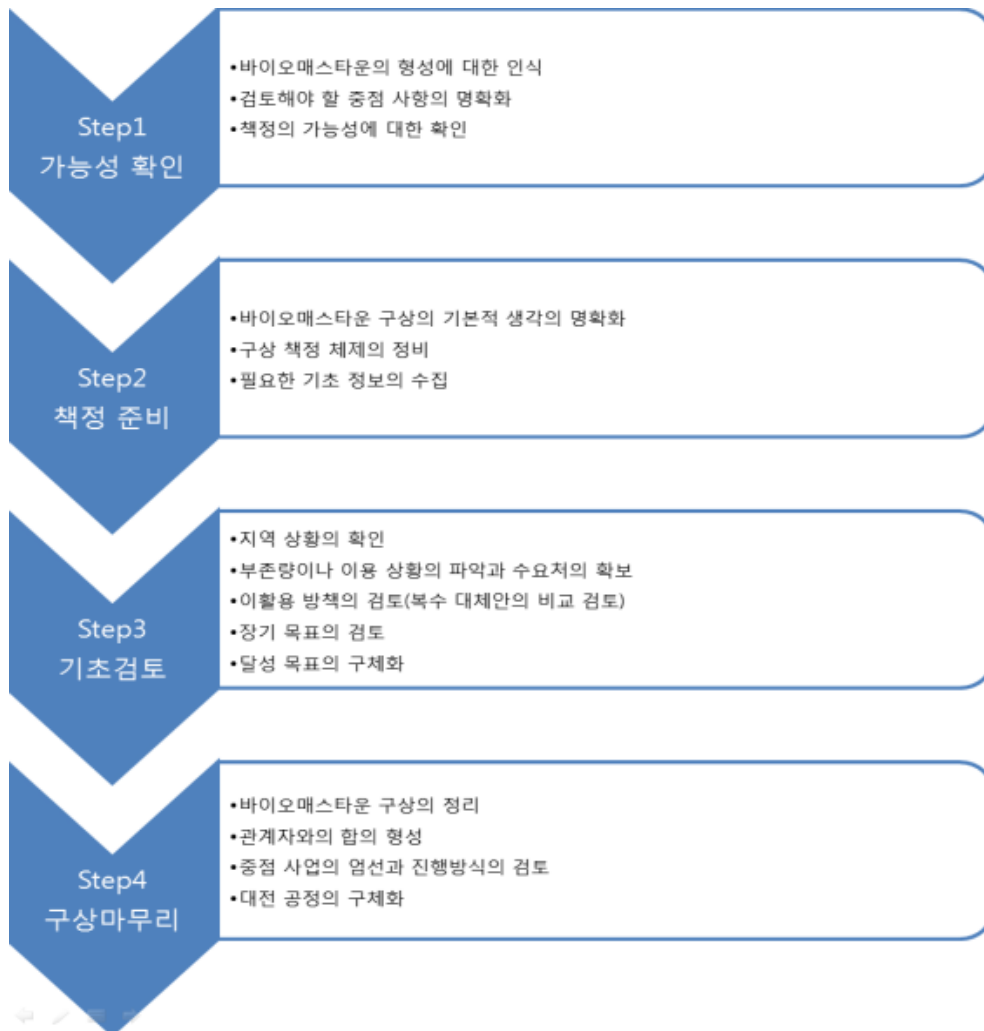 Step1
가능성 확인
•바이오매스타운의 형성에 대한 인식
•검토해야 할 중점 사항의 명확화
•책정의 가능성에 대한 확인
Step2
책정 준비
•바이오매스타운 구상의 기본적 생각의 명확화
•구상 책정 체제의 정비
•필요한 기초 정보의 수집
Step3
기초검토
•지역 상황의 확인
•부존량이나 이용 상황의 파악과 수요처의 확보
•이활용 방책의 검토(복수 대체안의 비교 검토)
•장기 목표의 검토
•달성 목표의 구체화
Step4
구상마무리
•바이오매스타운 구상의 정리
•관계자와의 합의 형성
•중점 사업의 엄선과 진행방식의 검토
•대전 공정의 구체화